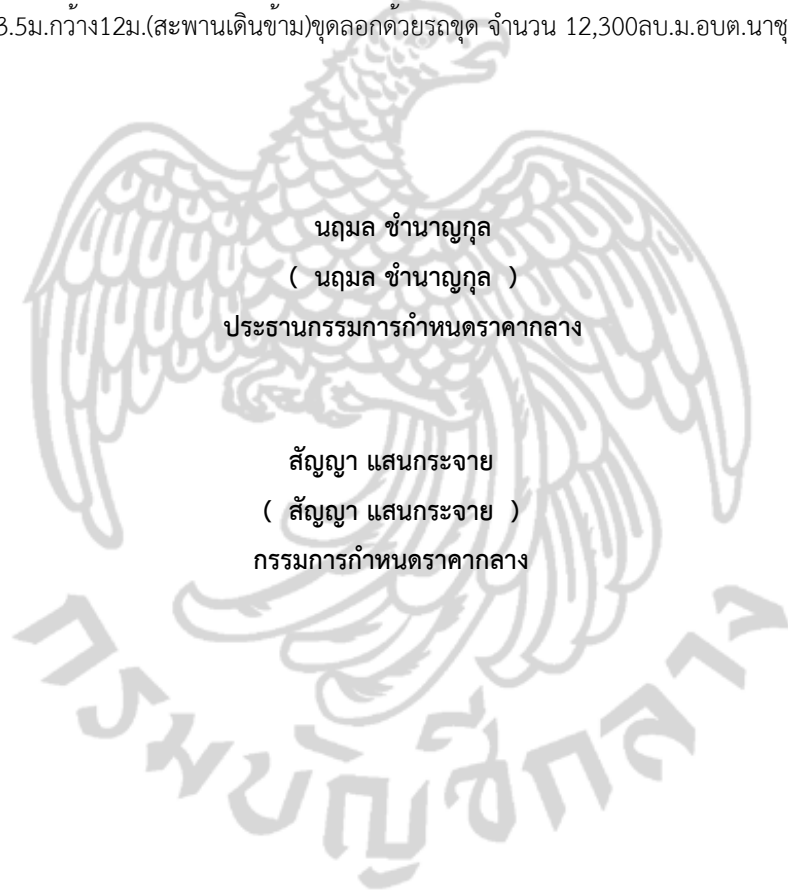 3.5ม.กว้าง12ม.(สะพานเดินข้าม)ขุดลอกด้วยรถขุด จำนวน 12,300ลบ.ม.อบต.นาชุ
นฤมล ชำนาญกุล
( นฤมล ชำนาญกุล )
ประธานกรรมการกำหนดราคากลาง
สัญญา แสนกระจาย
( สัญญา แสนกระจาย )
กรรมการกำหนดราคากลาง
กรมบัญชีกลาง